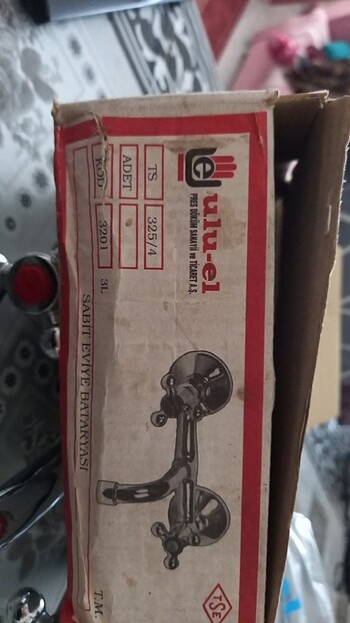 ulu-el
PRES DÖKÜM SANAYİİ ve TİCARET A.Ş.
TS 325/4
ADET
KOD 3201 3L
SABİT EVİYE BATARYASI
T.M.
TSE